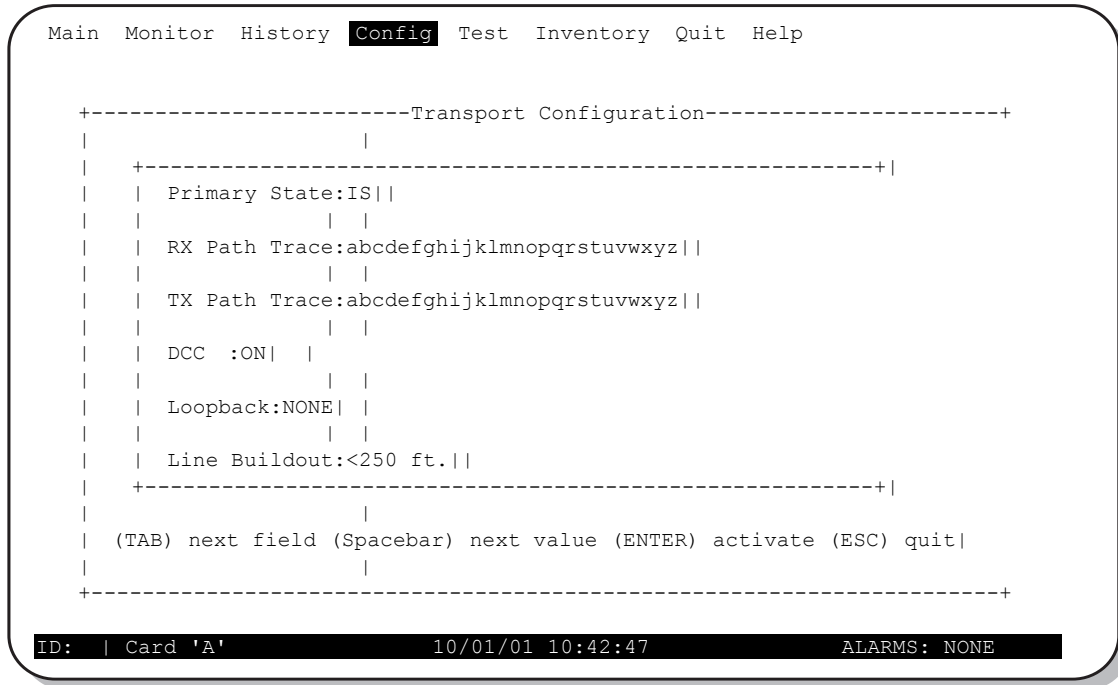 Main Monitor History Config Test Inventory Quit Help
+-------------------------Transport Configuration-----------------------+
| |
| +---------------------------------------------------------+|
| | Primary State:IS||
| | | |
| | RX Path Trace:abcdefghijklmnopqrstuvwxyz||
| | | |
| | TX Path Trace:abcdefghijklmnopqrstuvwxyz||
| | | |
| | DCC :ON| |
| | | |
| | Loopback:NONE| |
| | | |
| | Line Buildout:<250 ft.||
| +---------------------------------------------------------+|
| |
| (TAB) next field (Spacebar) next value (ENTER) activate (ESC) quit|
| |
+-----------------------------------------------------------------------+
ID: | Card 'A' 10/01/01 10:42:47 ALARMS: NONE